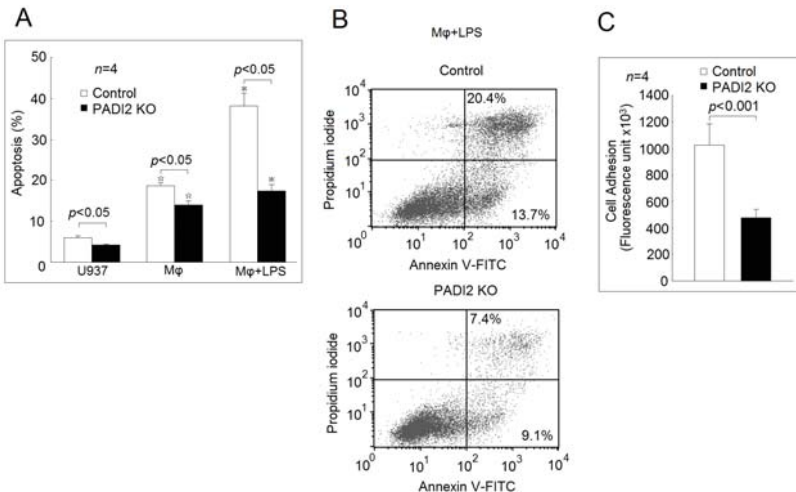 A
n=4
Control
PADI2 KO
p<0.05
p<0.05
p<0.05
Apoptosis (%)
50
40
30
20
10
0
U937
Mφ
Mφ+LPS
B
Mφ+LPS
Control
20.4%
13.7%
Propidium iodide
10⁴
10³
10²
10¹
10⁰
10⁰ 10¹ 10² 10³ 10⁴
Annexin V-FITC
PADI2 KO
7.4%
9.1%
Propidium iodide
10⁴
10³
10²
10¹
10⁰
10⁰ 10¹ 10² 10³ 10⁴
Annexin V-FITC
C
n=4
Control
PADI2 KO
p<0.001
Cell Adhesion
(Fluorescence unit x10³)
1400
1200
1000
800
600
400
200
0